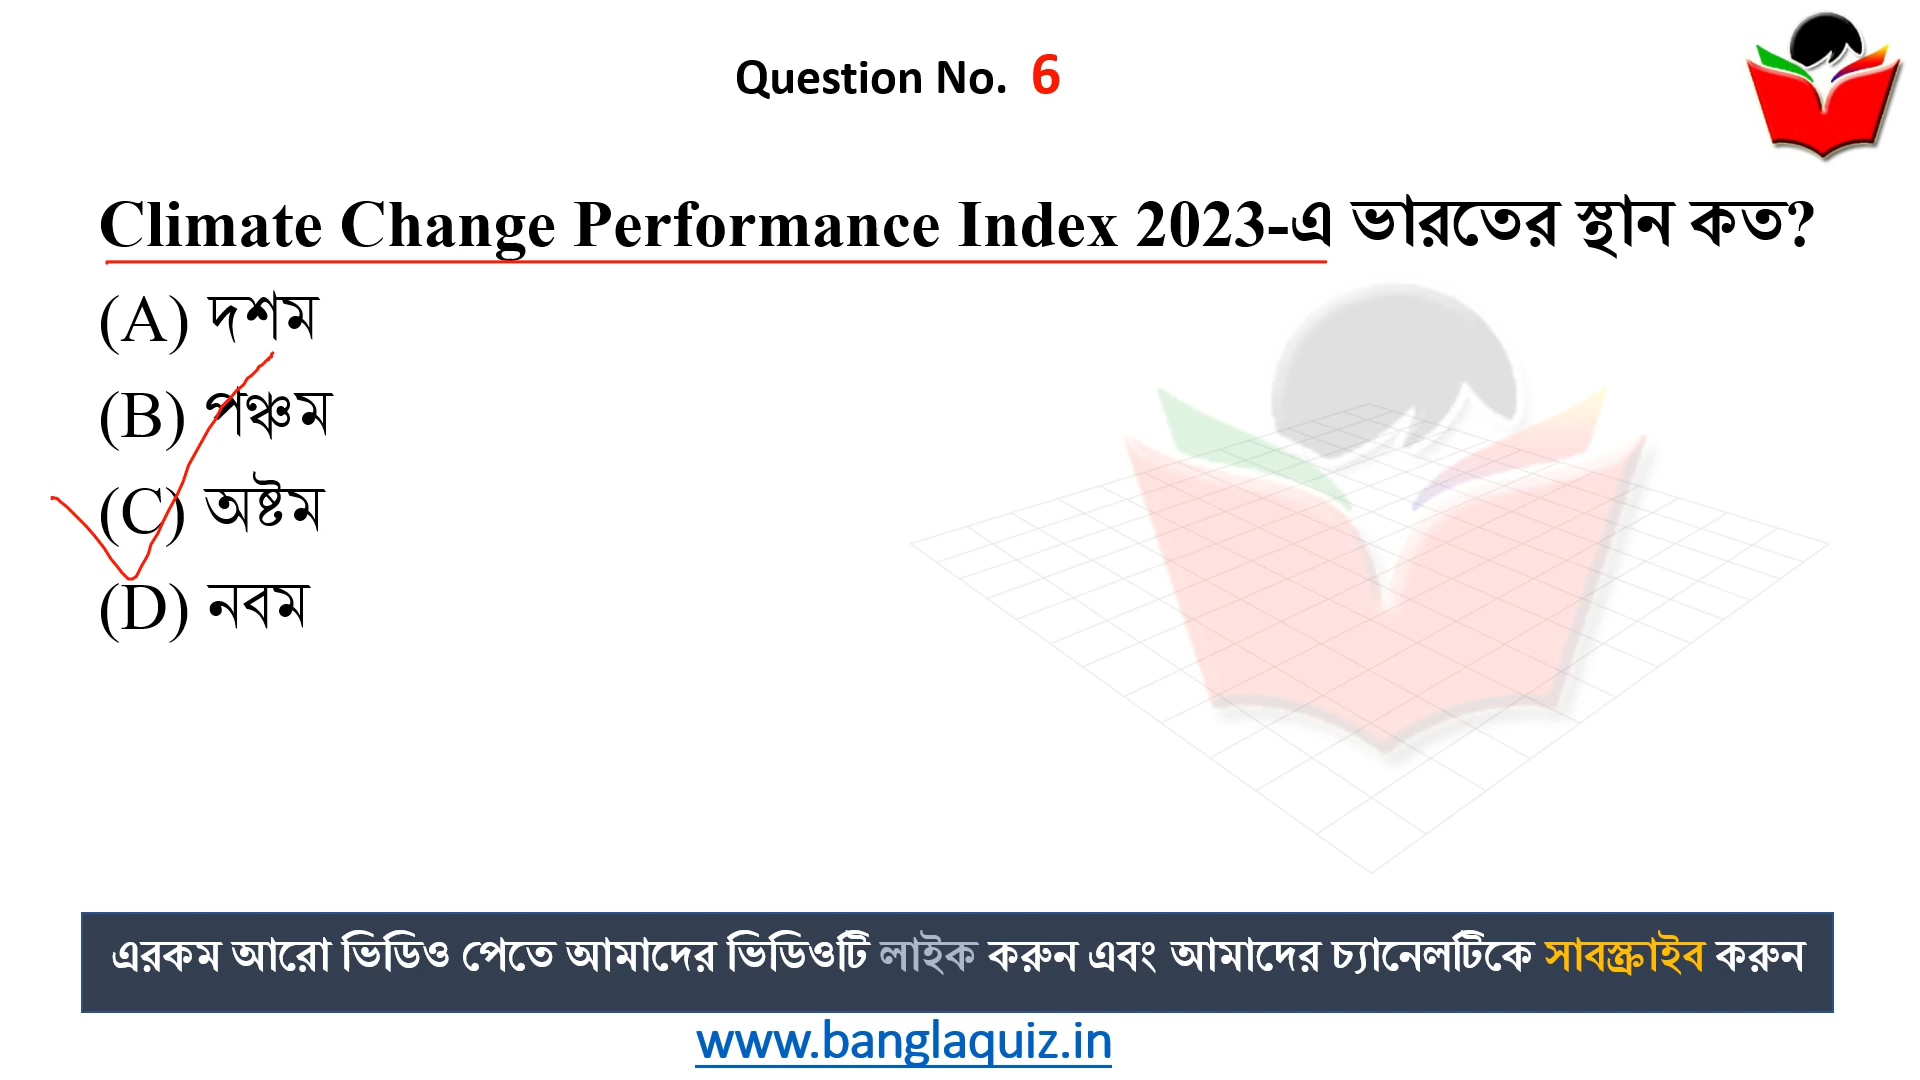 Question No. 6
Climate Change Performance Index 2023-এ ভারতের স্থান কত?
(A) দশম
(B) পঞ্চম
(C) অষ্টম
(D) নবম
এরকম আরো ভিডিও পেতে আমাদের ভিডিওটি লাইক করুন এবং আমাদের চ্যানেলটিকে সাবস্ক্রাইব করুন
www.banglaquiz.in